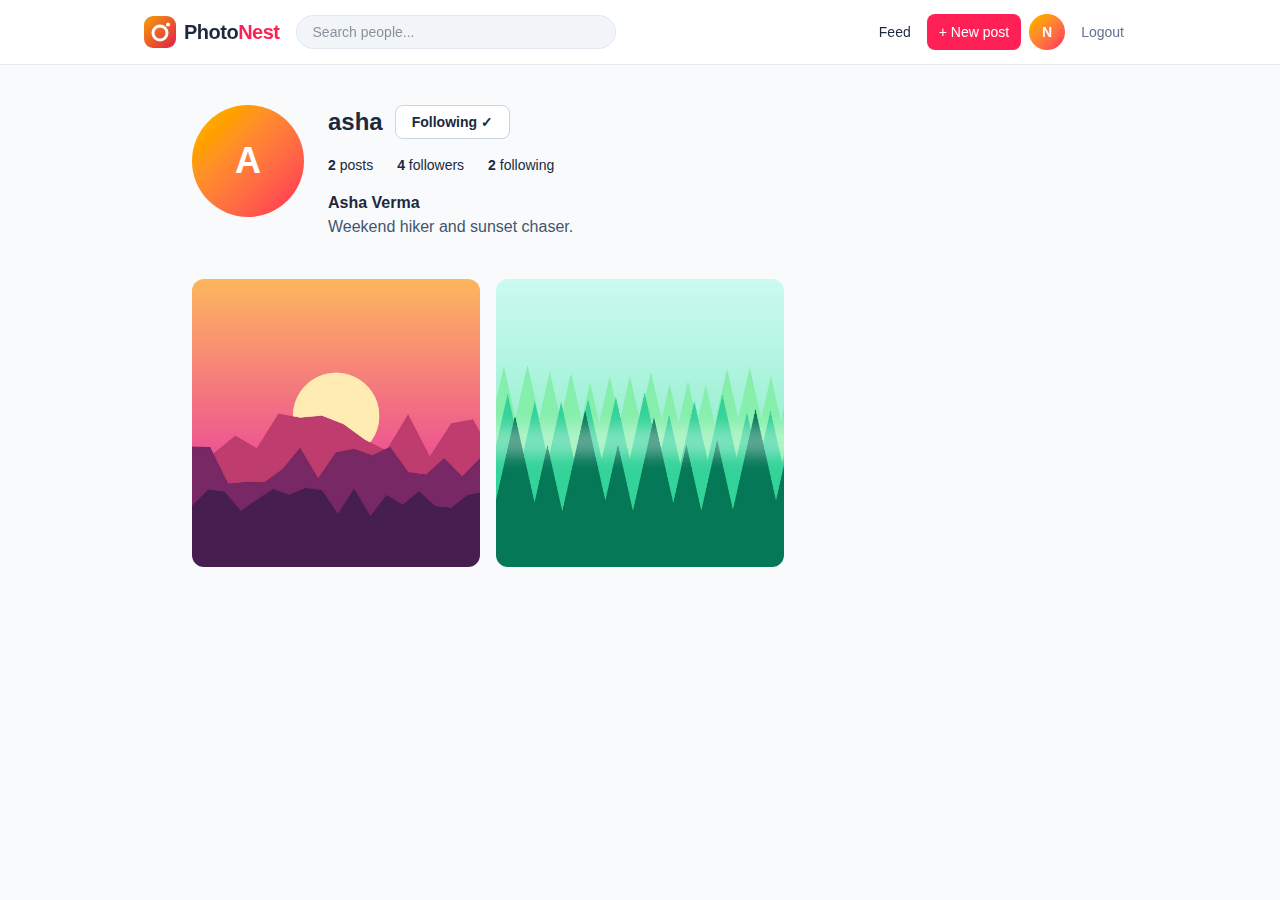 PhotoNest
Search people...
Feed
+ New post
N
Logout
A
asha
Following ✓
2 posts 4 followers 2 following
Asha Verma
Weekend hiker and sunset chaser.